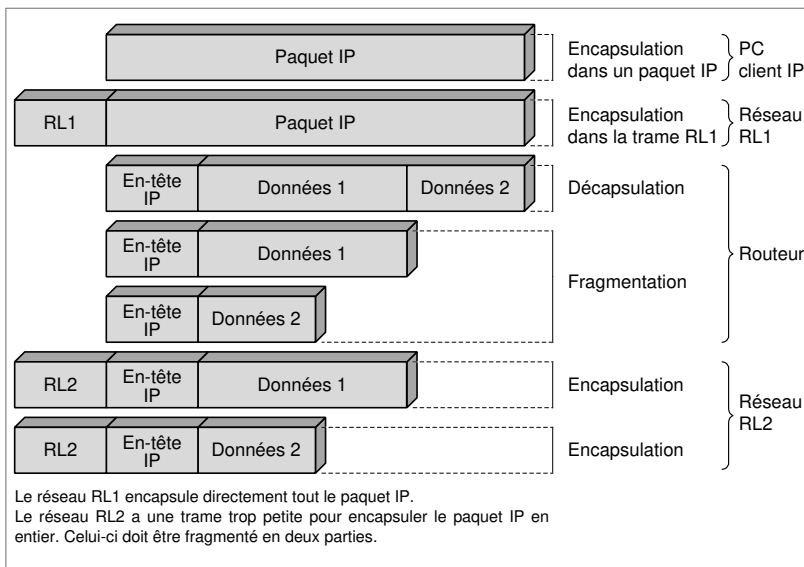 Paquet IP
Encapsulation
dans un paquet IP
PC
client IP
RL1
Paquet IP
Encapsulation
dans la trame RL1
Réseau
RL1
En-tête
IP
Données 1
Données 2
Décapsulation
En-tête
IP
Données 1
Fragmentation
Routeur
En-tête
IP
Données 2
RL2
En-tête
IP
Données 1
Encapsulation
Réseau
RL2
RL2
En-tête
IP
Données 2
Encapsulation
Le réseau RL1 encapsule directement tout le paquet IP.
Le réseau RL2 a une trame trop petite pour encapsuler le paquet IP en
entier. Celui-ci doit être fragmenté en deux parties.